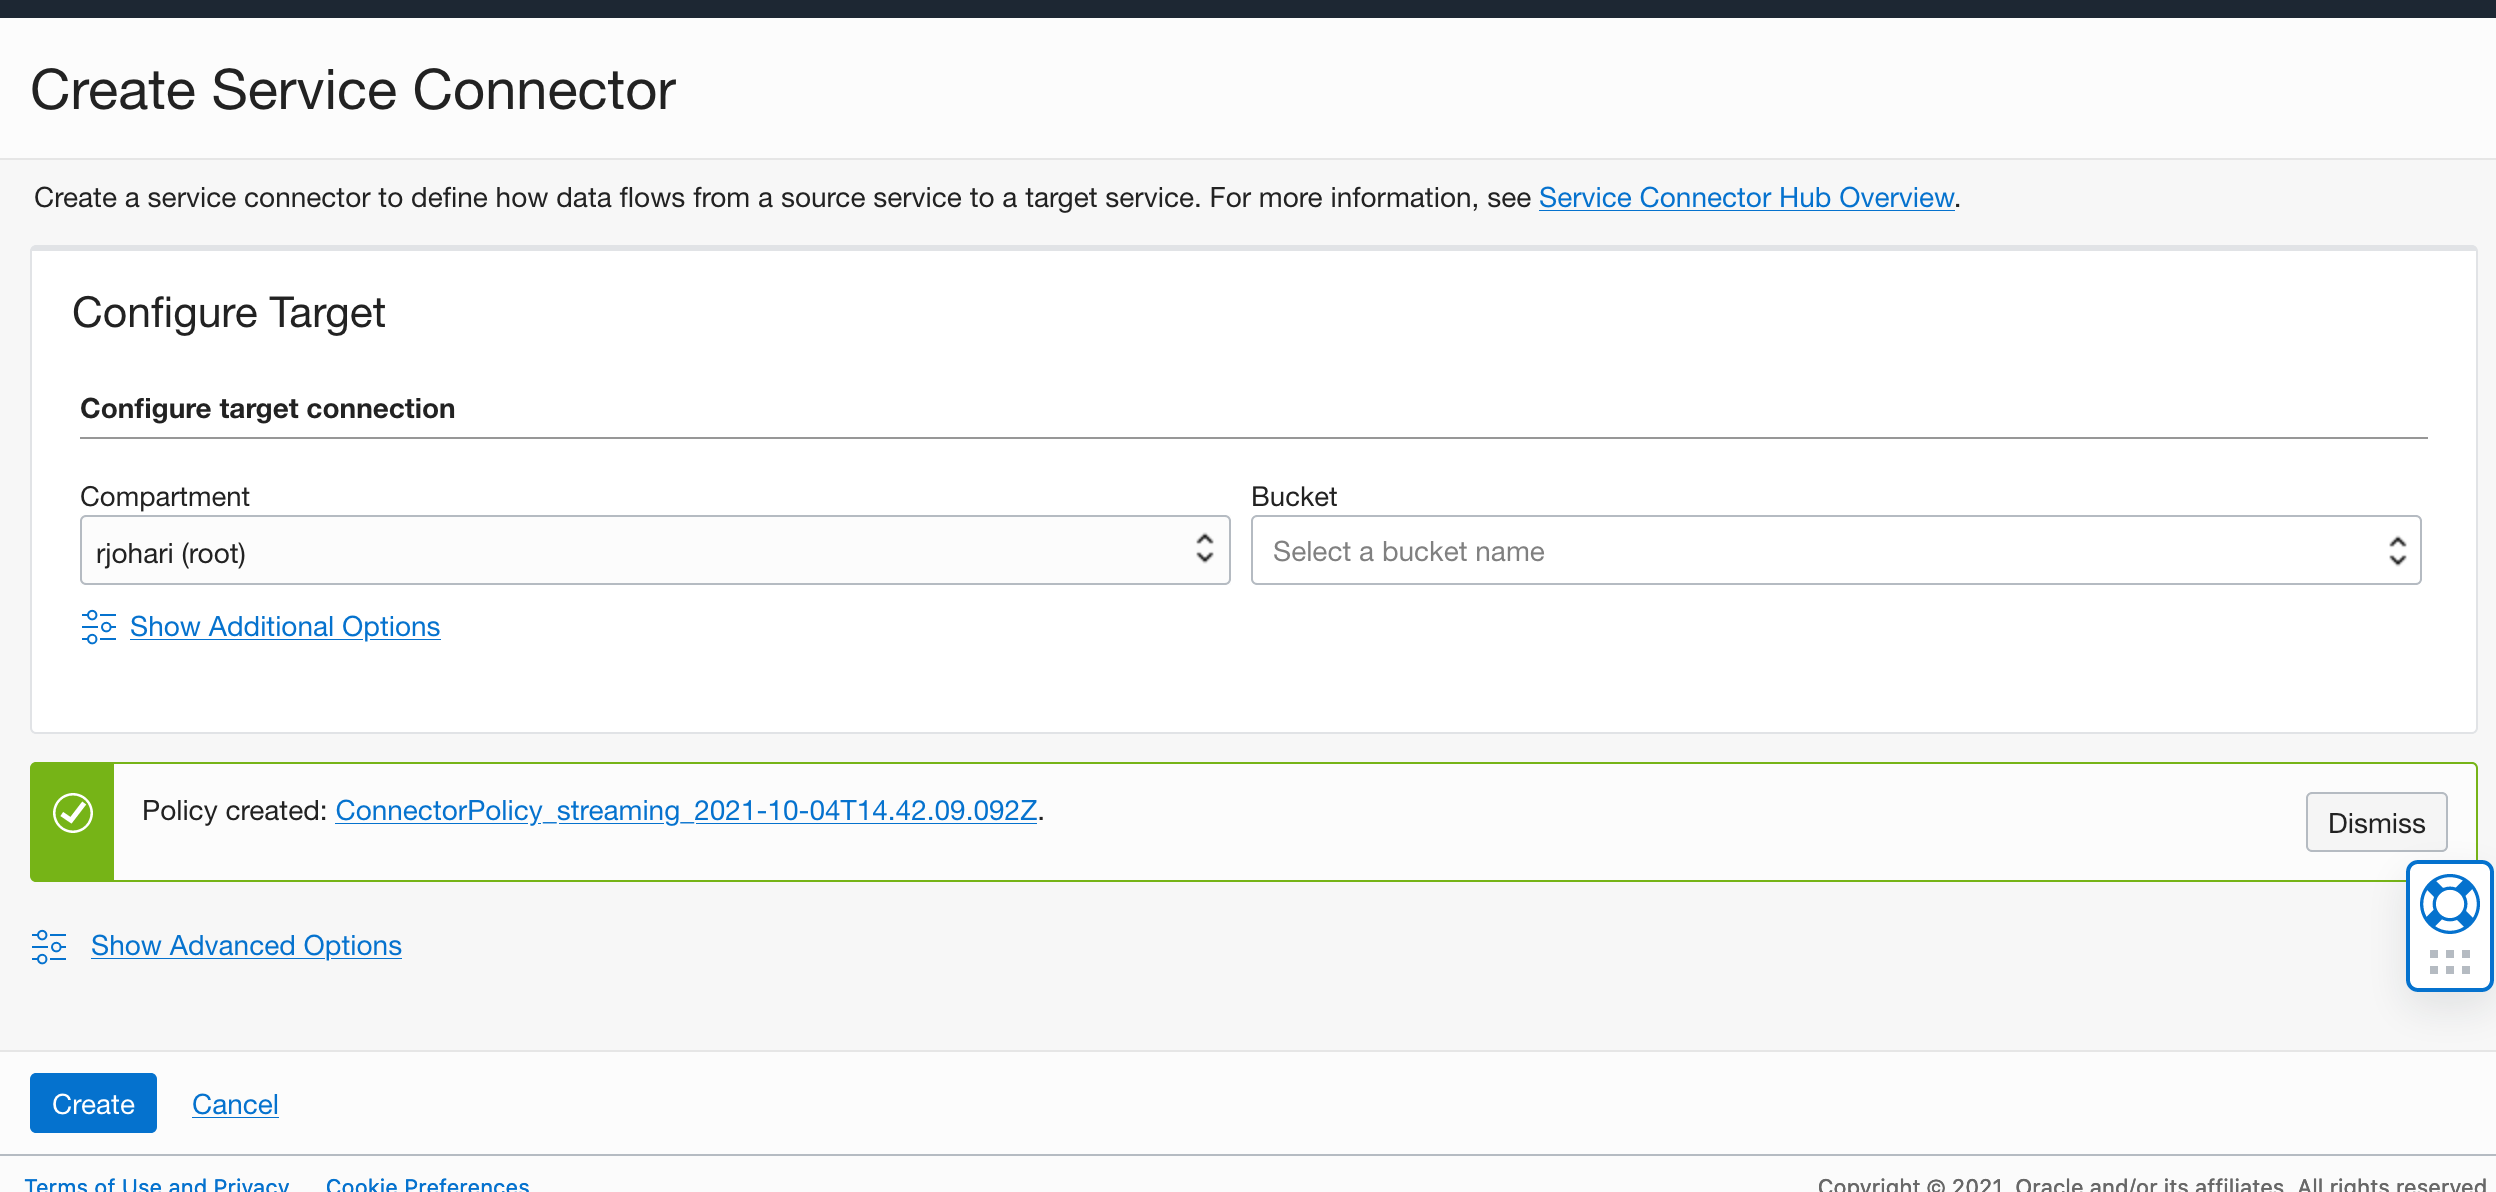 Create Service Connector
Create a service connector to define how data flows from a source service to a target service. For more information, see Service Connector Hub Overview.
Configure Target
Configure target connection
Compartment
Bucket
rjohari (root)
Select a bucket name
Show Additional Options
Policy created: ConnectorPolicy_streaming_2021-10-04T14.42.09.092Z.
Dismiss
Show Advanced Options
Create
Cancel
Terms of Use and Privacy
Cookie Preferences
Copyright © 2021, Oracle and/or its affiliates. All rights reserved.